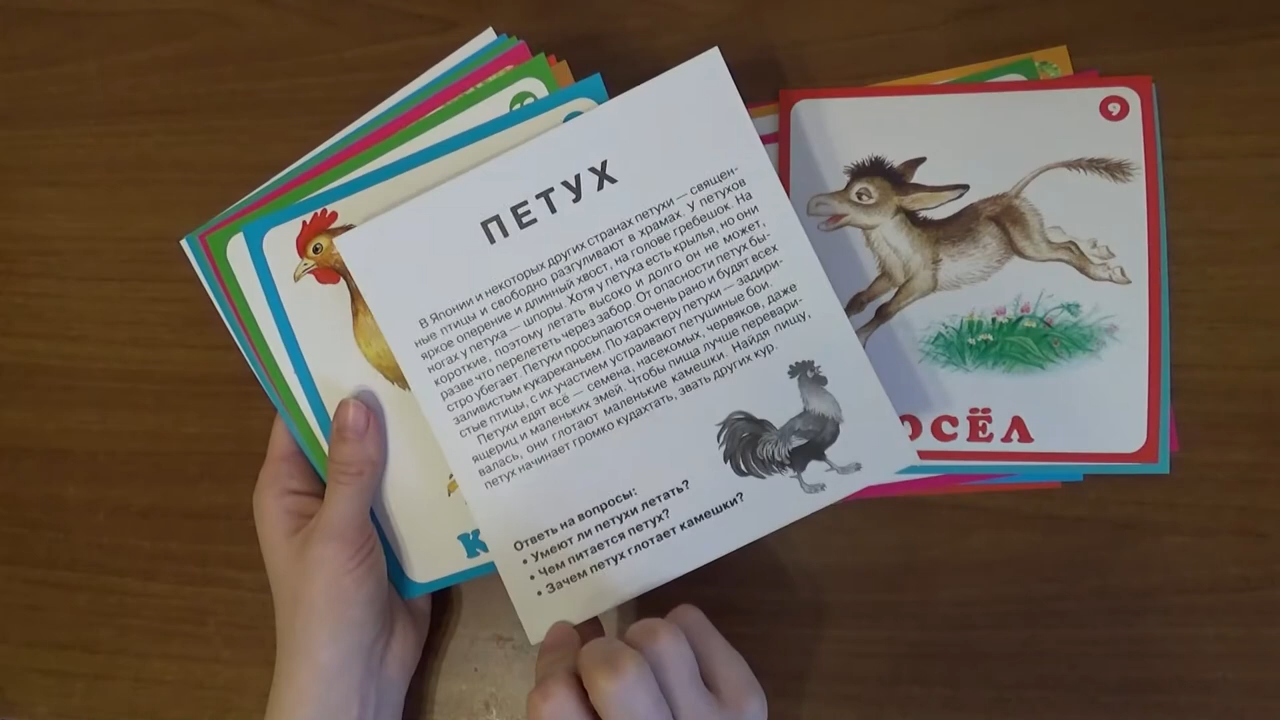 ПЕТУХ
В Японии и некоторых других странах петухи — священ-
ные птицы и свободно разгуливают в храмах. У петухов
яркое оперение и длинный хвост, на голове гребешок. На
ногах у петуха — шпоры. Хотя у петуха есть крылья, но они
короткие, поэтому летать высоко и долго он не может,
разве что перелететь через забор. От опасности петух бы-
стро убегает. Петухи просыпаются очень рано и будят всех
заливистым кукареканьем. По характеру петухи — задири-
стые птицы, с их участием устраивают петушиные бои.
Петухи едят всё — семена, насекомых, червяков, даже
ящериц и маленьких змей. Чтобы пища лучше перевари-
валась, они глотают маленькие камешки. Найдя пищу,
петух начинает громко кудахтать, звать других кур.
Ответь на вопросы:
• Умеют ли петухи летать?
• Чем питается петух?
• Зачем петух глотает камешки?
9
ОСЁЛ
К